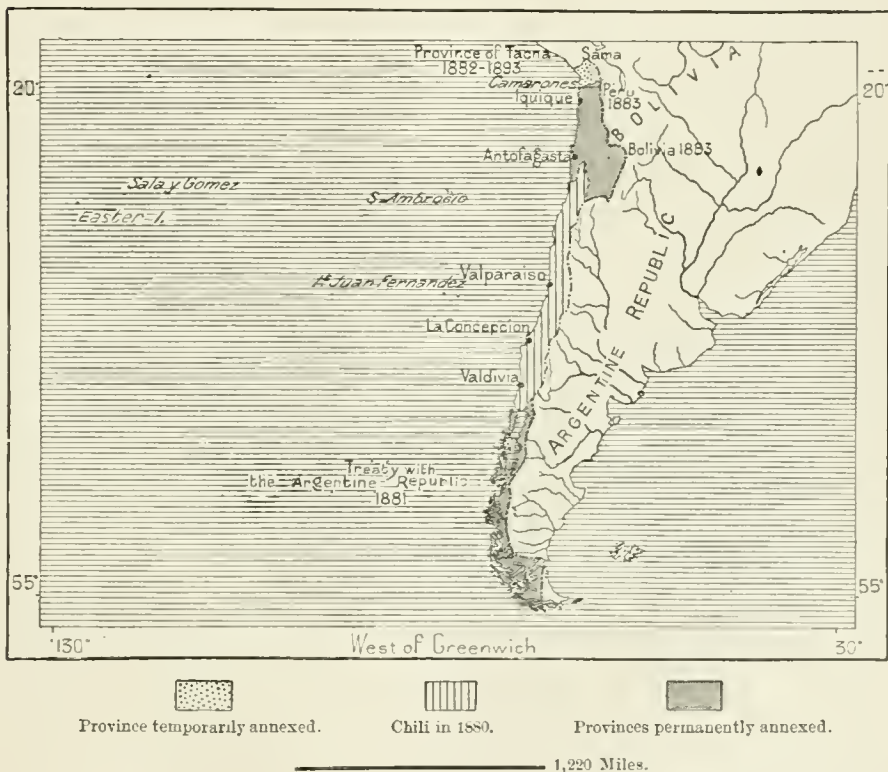 Province of Tacna
1882-1893
Sama
Camarones
Iquique
Peru
1883
BOLIVIA
20°
20°
Antofagasta
Bolivia 1883
Sala y Gomez
Easter I.
S. Ambrosio
Valparaiso
Juan Fernandez
La Concepcion
Valdivia
ARGENTINE REPUBLIC
Treaty with
the Argentine Republic
1881
55°
55°
130°
West of Greenwich
30°
Province temporarily annexed.
Chili in 1880.
Provinces permanently annexed.
1,220 Miles.